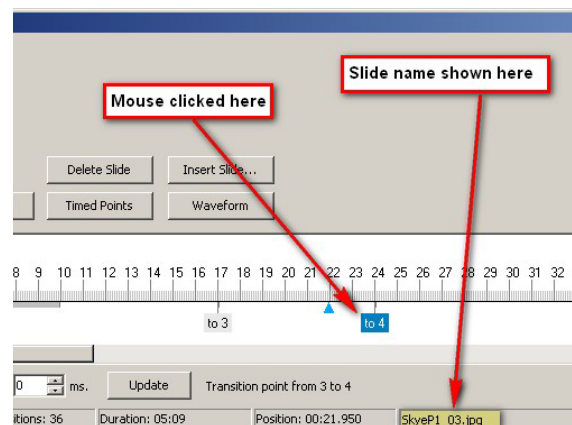 Slide name shown here
Mouse clicked here
Delete Slide
Insert Slide...
Timed Points
Waveform
8 9 10 11 12 13 14 15 16 17 18 19 20 21 22 23 24 25 26 27 28 29 30 31 32
to 3
to 4
0 ms. Update Transition point from 3 to 4
itions: 36 Duration: 05:09 Position: 00:21.950 SkyeP1_03.jpg